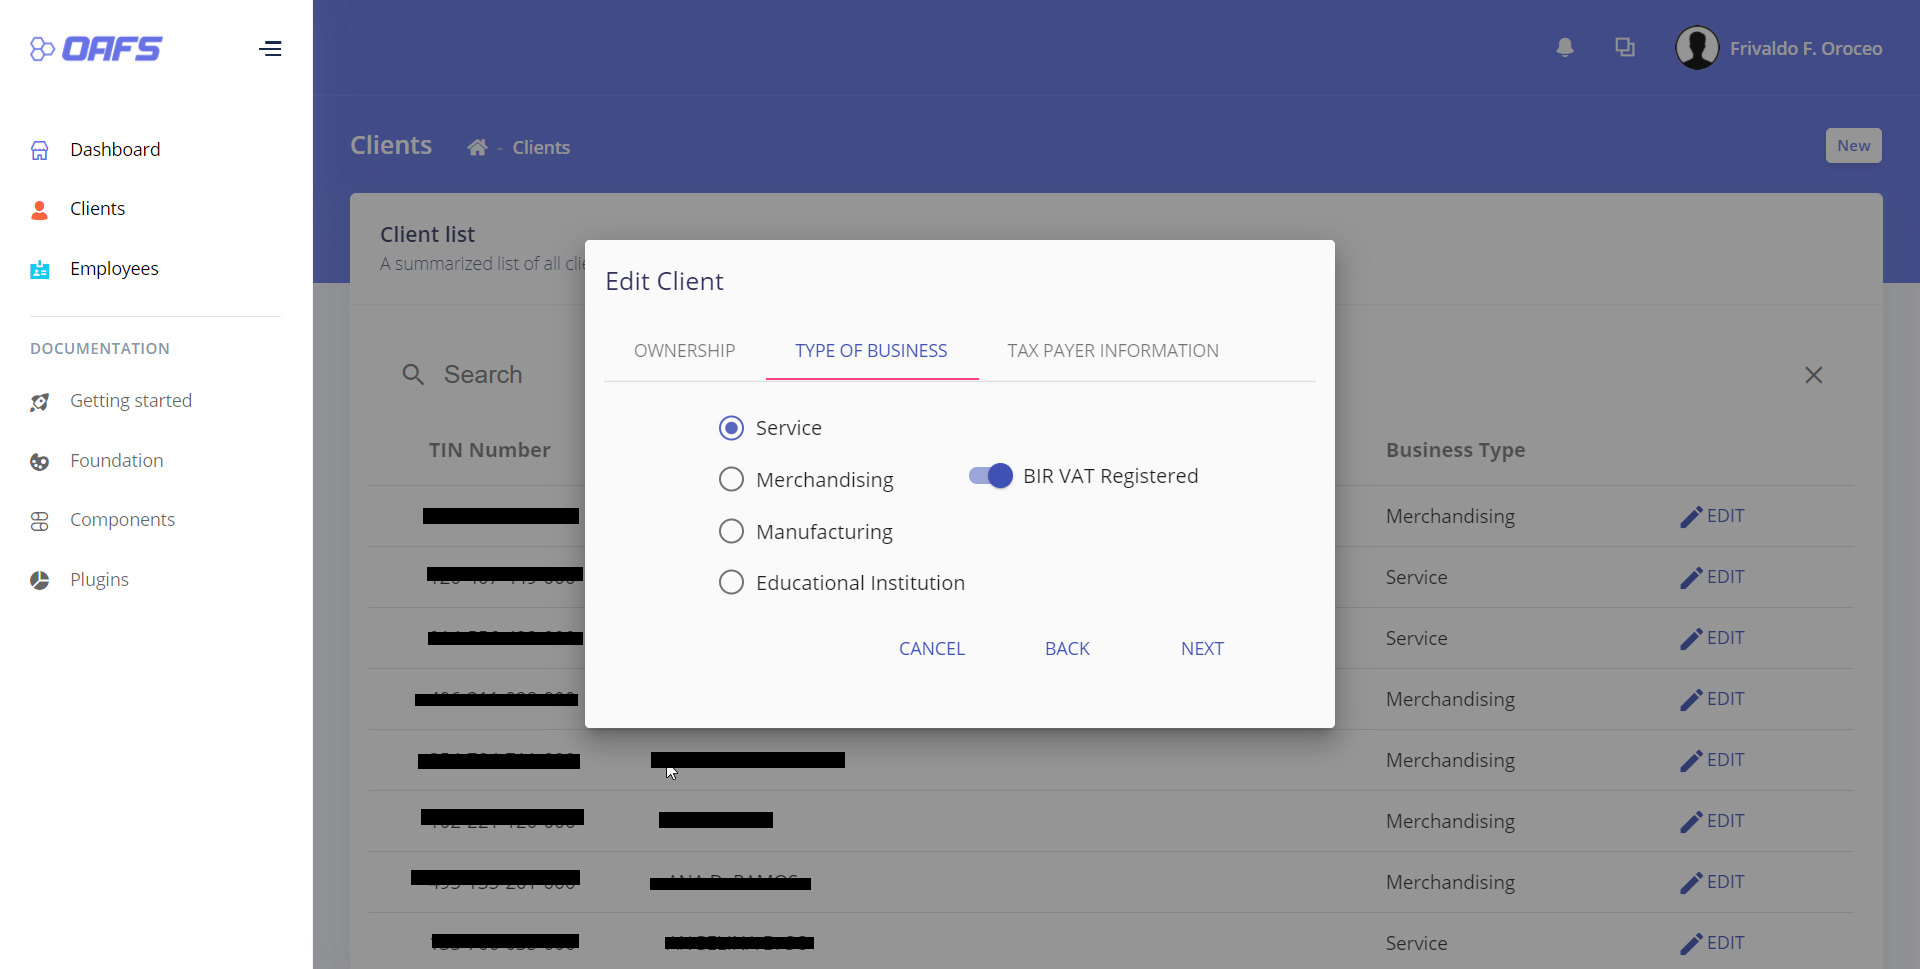 OAFS
Frivaldo F. Oroceo
Dashboard
Clients
Employees
DOCUMENTATION
Getting started
Foundation
Components
Plugins
Clients - Clients
New
Client list
A summarized list of all
Edit Client
OWNERSHIP TYPE OF BUSINESS TAX PAYER INFORMATION
Service
Merchandising
BIR VAT Registered
Manufacturing
Educational Institution
CANCEL BACK NEXT
Search
TIN Number Business Type
Merchandising EDIT
Service EDIT
Service EDIT
Merchandising EDIT
Merchandising EDIT
Merchandising EDIT
Merchandising EDIT
Service EDIT